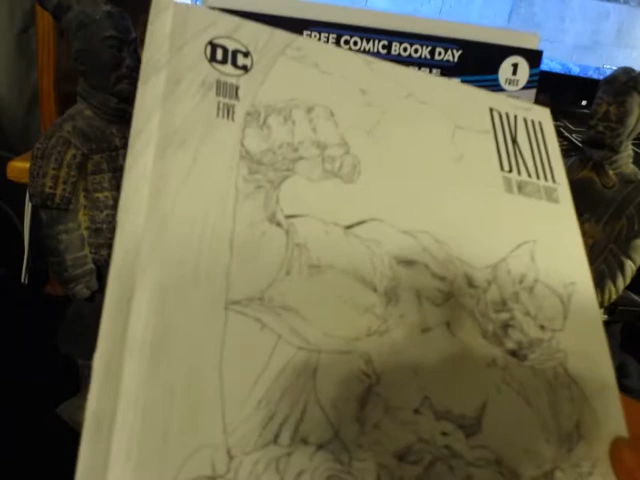 FREE COMIC BOOK DAY
1
FREE
DC
BOOK
FIVE
DKIII
THE MASTER RACE